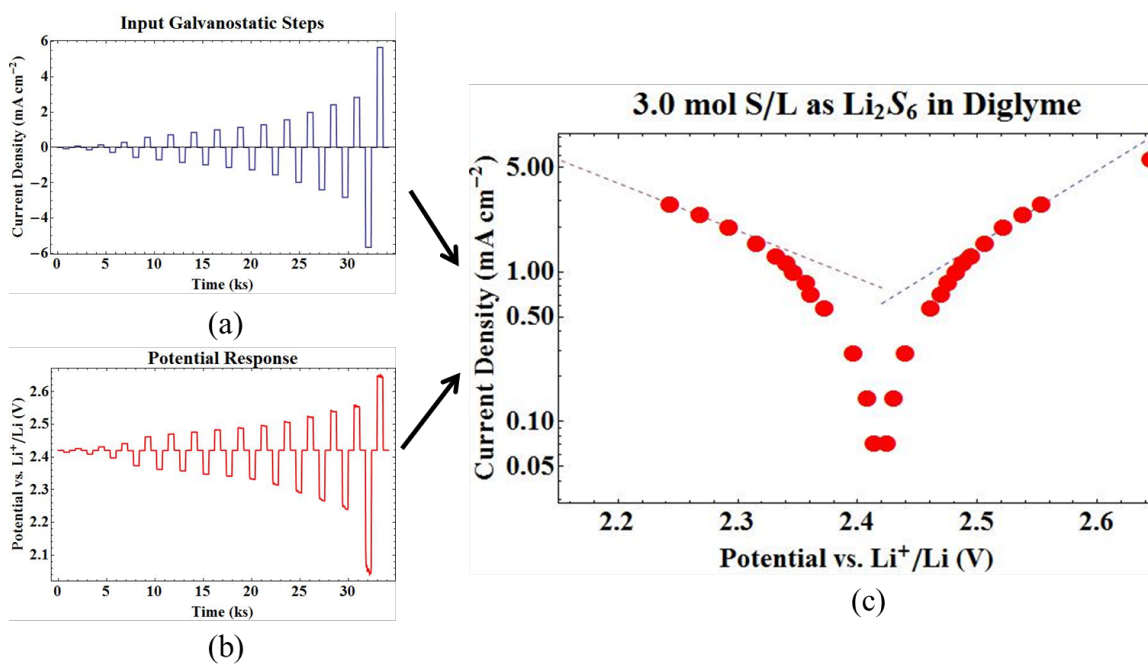 Input Galvanostatic Steps
Current Density (mA cm⁻²)
6
4
2
0
−2
−4
−6
0 5 10 15 20 25 30
Time (ks)
(a)
Potential Response
Potential vs. Li⁺/Li (V)
2.6
2.5
2.4
2.3
2.2
2.1
0 5 10 15 20 25 30
Time (ks)
(b)
3.0 mol S/L as Li₂S₆ in Diglyme
Current Density (mA cm⁻²)
5.00
1.00
0.50
0.10
0.05
2.2 2.3 2.4 2.5 2.6
Potential vs. Li⁺/Li (V)
(c)